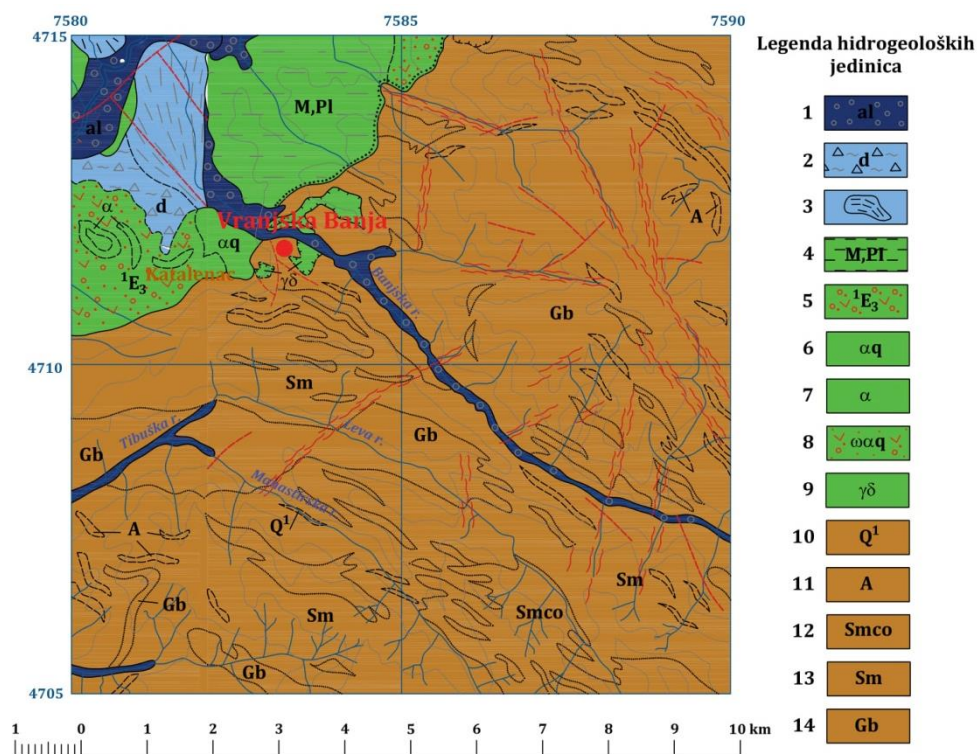 7580 7585 7590
4715
4710
4705
al
M,Pl
A
α
d
αq
Vranjska Banja
¹E₃
Katalenac
γδ
Banjska r.
Gb
Sm
Gb
Tibuška r.
Leva r.
Gb
Manastirska r.
Q¹
A
Sm
Gb
Sm
Smco
Gb
1 0 1 2 3 4 5 6 7 8 9 10 km
Legenda hidrogeoloških
jedinica
1 al
2 d
3
4 M,Pl
5 ¹E₃
6 αq
7 α
8 ωαq
9 γδ
10 Q¹
11 A
12 Smco
13 Sm
14 Gb